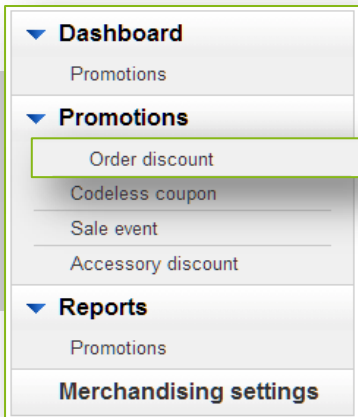 Dashboard
Promotions
Promotions
Order discount
Codeless coupon
Sale event
Accessory discount
Reports
Promotions
Merchandising settings